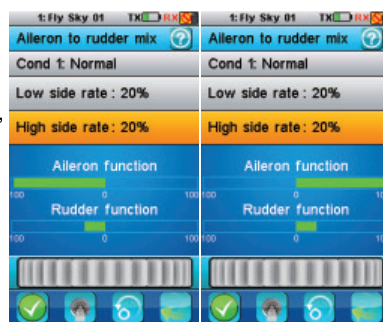 1: Fly Sky 01 TX RX
Aileron to rudder mix ?
Cond 1: Normal
Low side rate : 20%
High side rate : 20%
Aileron function
100 0 100
Rudder function
100 0 100
1: Fly Sky 01 TX RX
Aileron to rudder mix ?
Cond 1: Normal
Low side rate : 20%
High side rate : 20%
Aileron function
100 0 100
Rudder function
100 0 100